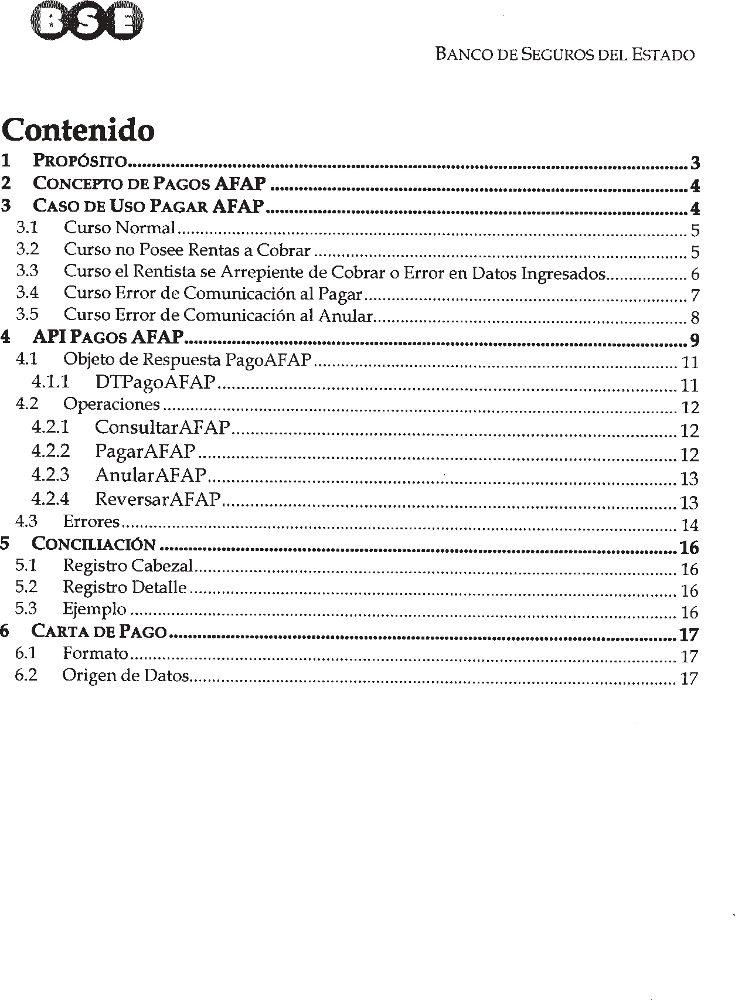 BSE
BANCO DE SEGUROS DEL ESTADO
Contenido
1 PROPÓSITO 3
2 CONCEPTO DE PAGOS AFAP 4
3 CASO DE USO PAGAR AFAP 4
3.1 Curso Normal 5
3.2 Curso no Posee Rentas a Cobrar 5
3.3 Curso el Rentista se Arrepiente de Cobrar o Error en Datos Ingresados 6
3.4 Curso Error de Comunicación al Pagar 7
3.5 Curso Error de Comunicación al Anular 8
4 API PAGOS AFAP 9
4.1 Objeto de Respuesta PagoAFAP 11
4.1.1 DTPagoAFAP 11
4.2 Operaciones 12
4.2.1 ConsultarAFAP 12
4.2.2 PagarAFAP 12
4.2.3 AnularAFAP 13
4.2.4 ReversarAFAP 13
4.3 Errores 14
5 CONCILIACIÓN 16
5.1 Registro Cabezal 16
5.2 Registro Detalle 16
5.3 Ejemplo 16
6 CARTA DE PAGO 17
6.1 Formato 17
6.2 Origen de Datos 17